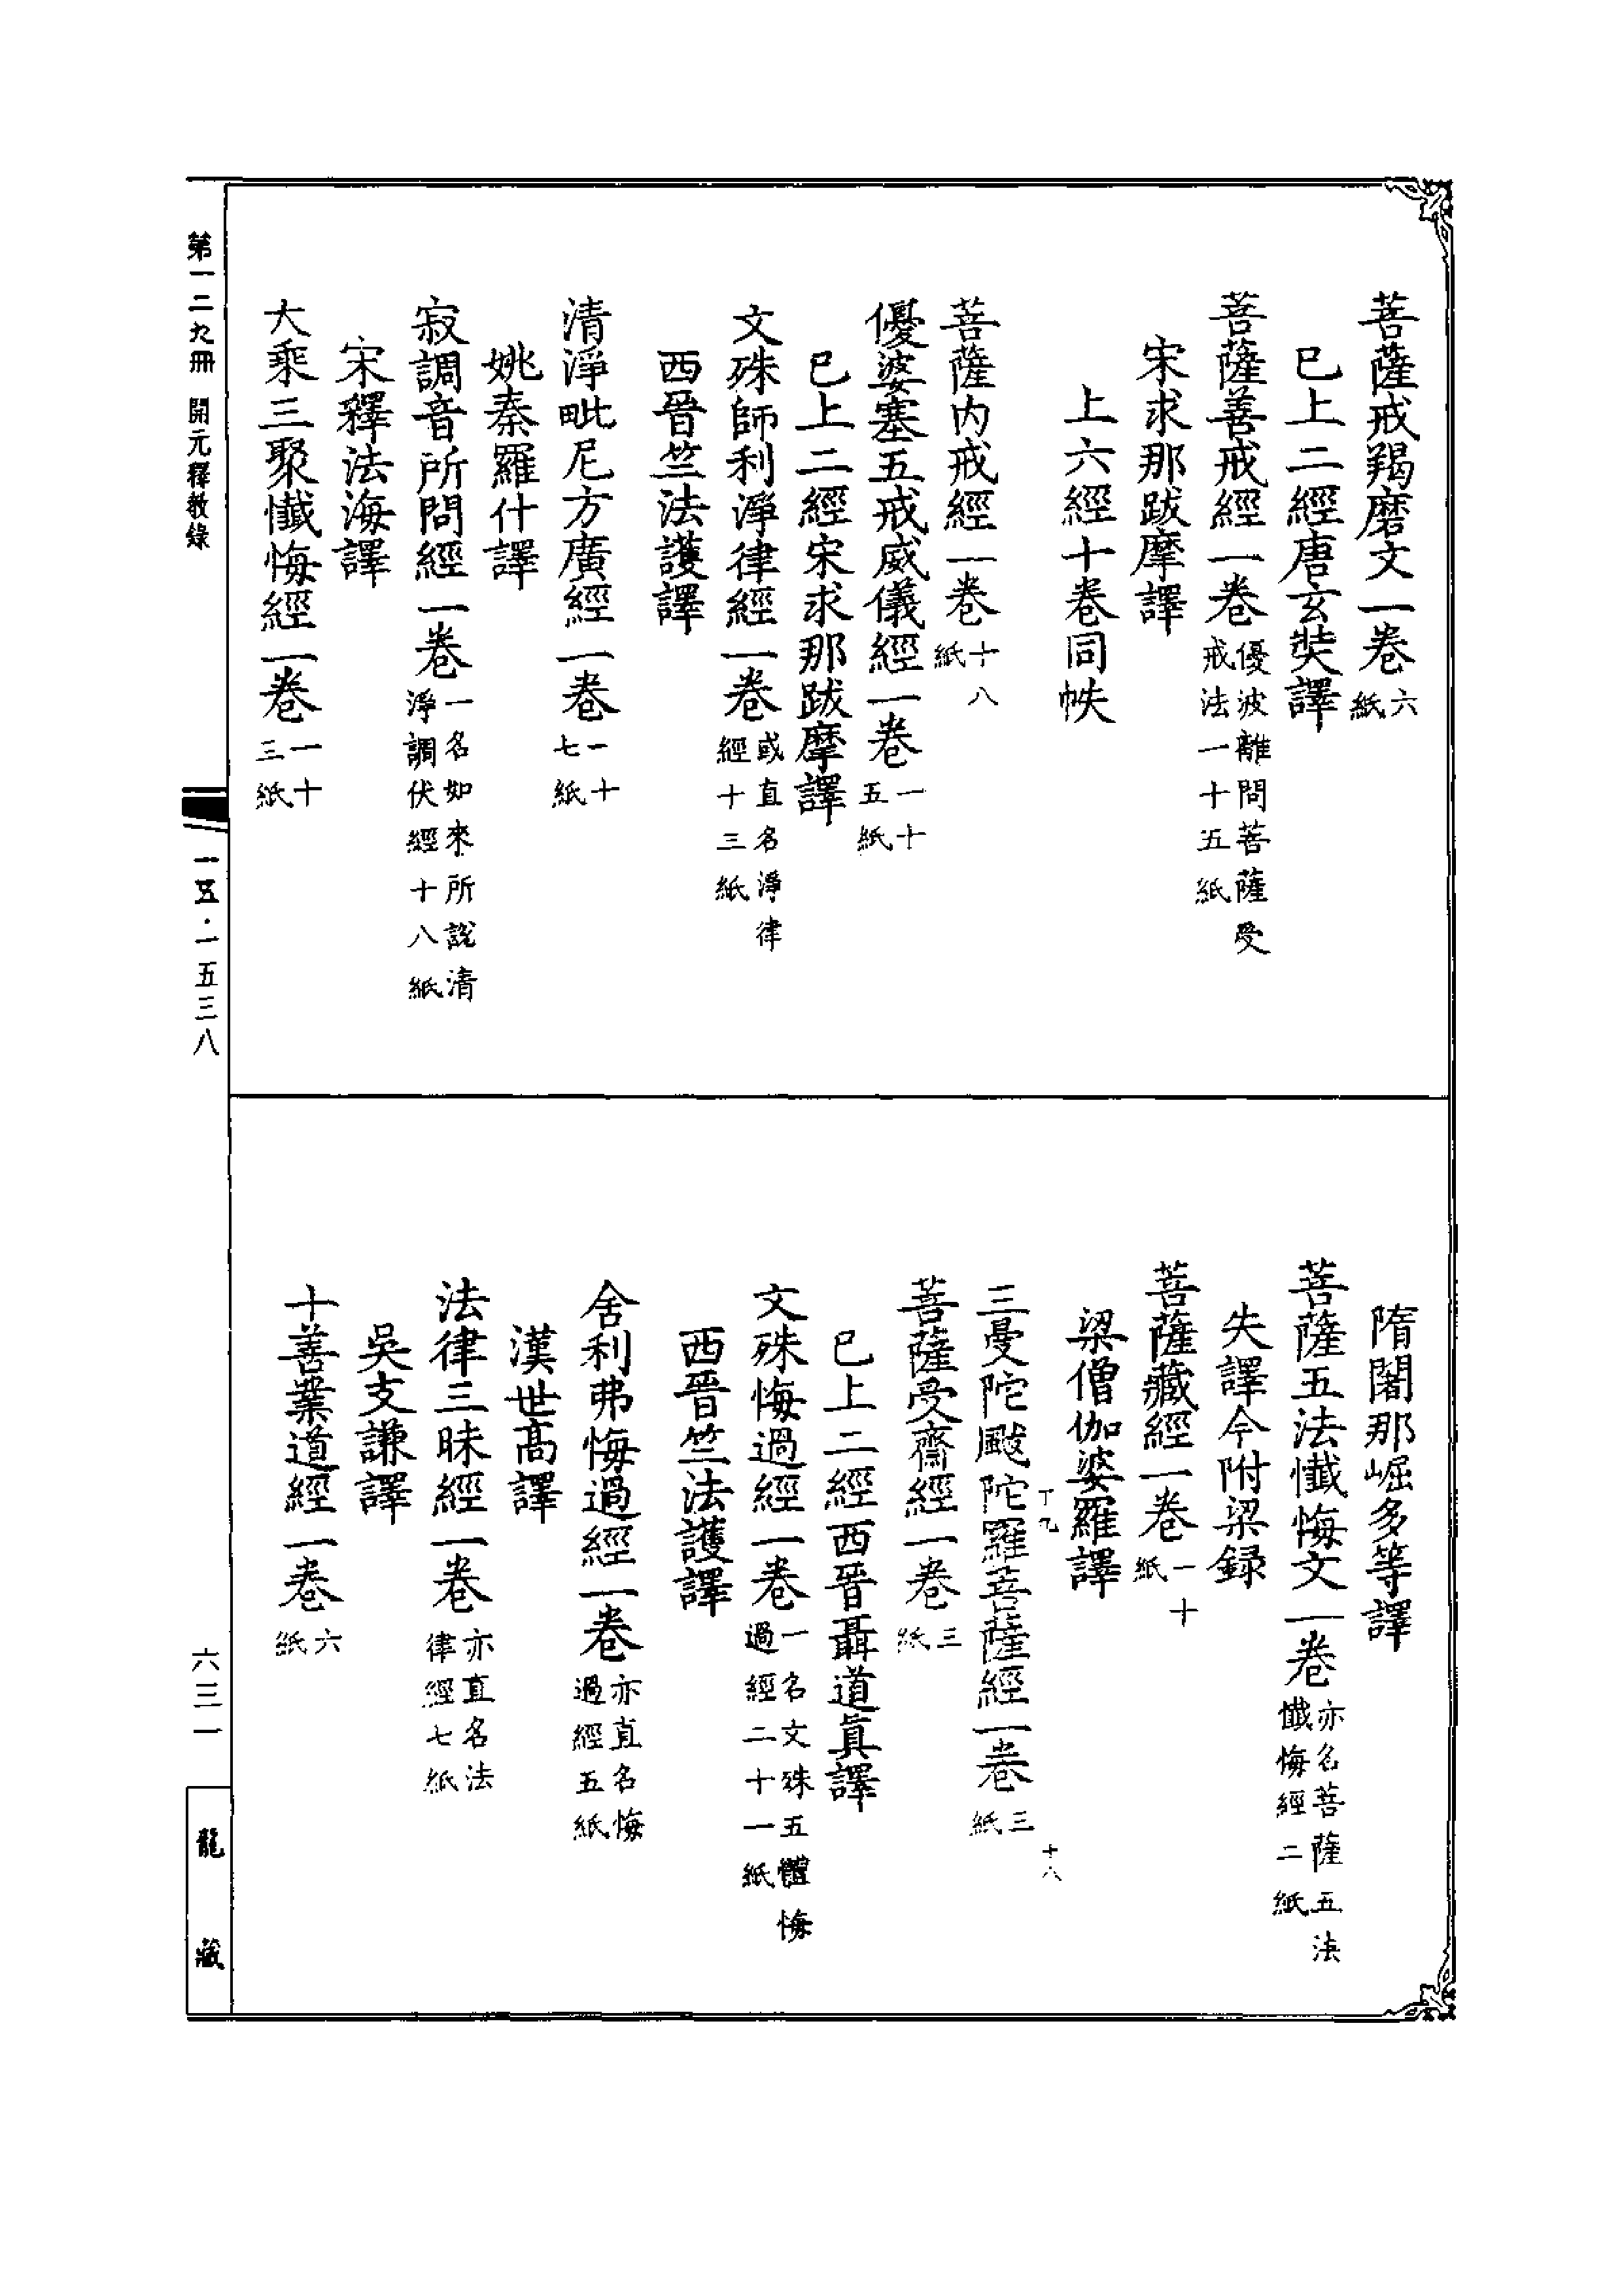 菩薩戒羯磨文一卷六紙
已上二經唐玄奘譯
菩薩善戒經一卷優波離問菩薩受戒法一十五紙
宋求那跋摩譯
上六經十卷同帙
菩薩內戒經一卷十八紙
優婆塞五戒威儀經一卷一十五紙
已上二經宋求那跋摩譯
文殊師利淨律經一卷或直名淨律經十三紙
西晉竺法護譯
清淨毗尼方廣經一卷一十七紙
姚秦羅什譯
寂調音所問經一卷一名如來所說清淨調伏經十八紙
宋釋法海譯
大乘三聚懺悔經一卷一十三紙
隋闍那崛多等譯
菩薩五法懺悔文一卷亦名菩薩五法懺悔經二紙
失譯今附梁録
菩薩藏經一卷一十紙
梁僧伽婆羅譯
丁九 十八
三曼陀颰陀羅菩薩經一卷三紙
菩薩受齋經一卷三紙
已上二經西晉聶道真譯
文殊悔過經一卷一名文殊五體悔過經二十一紙
西晉竺法護譯
舍利弗悔過經一卷亦直名悔過經五紙
漢世高譯
法律三昧經一卷亦直名法律經七紙
吳支謙譯
十善業道經一卷六紙
第一二九冊 開元釋教錄
一五·一五三八
六三一
龍藏